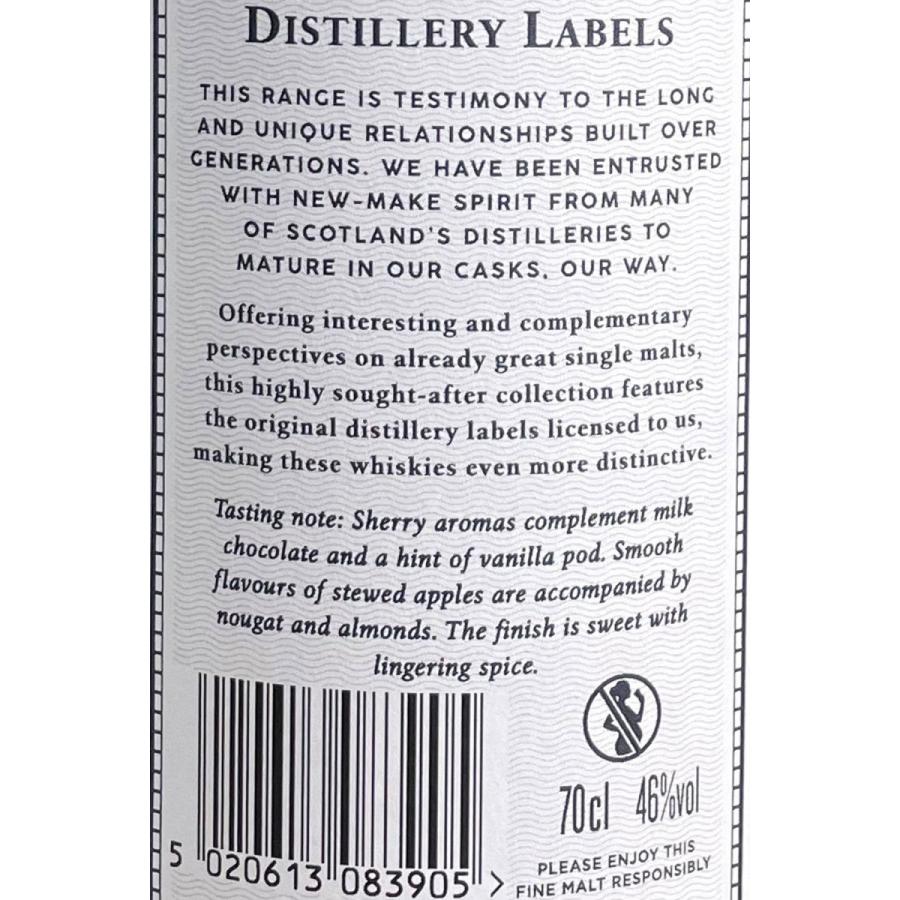 DISTILLERY LABELS
THIS RANGE IS TESTIMONY TO THE LONG
AND UNIQUE RELATIONSHIPS BUILT OVER
GENERATIONS. WE HAVE BEEN ENTRUSTED
WITH NEW-MAKE SPIRIT FROM MANY
OF SCOTLAND'S DISTILLERIES TO
MATURE IN OUR CASKS, OUR WAY.
Offering interesting and complementary
perspectives on already great single malts,
this highly sought-after collection features
the original distillery labels licensed to us,
making these whiskies even more distinctive.
Tasting note: Sherry aromas complement milk
chocolate and a hint of vanilla pod. Smooth
flavours of stewed apples are accompanied by
nougat and almonds. The finish is sweet with
lingering spice.
70cl 46%vol
PLEASE ENJOY THIS
FINE MALT RESPONSIBLY
5 020613 083905 >